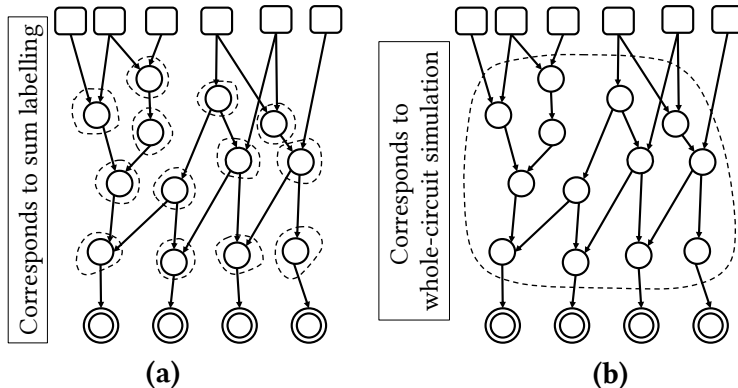 Corresponds to sum labelling
(a)
Corresponds to
whole-circuit simulation
(b)